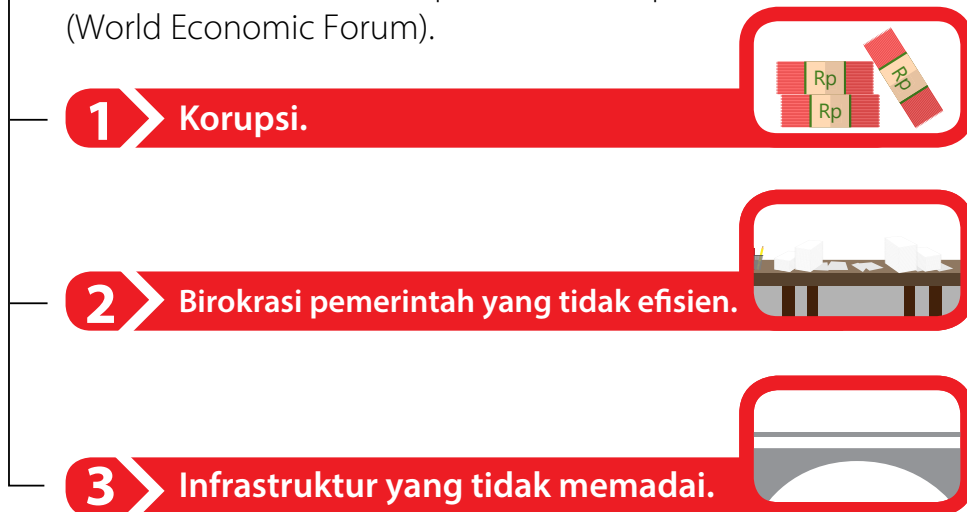 (World Economic Forum).
Rp
Rp
Rp
1 Korupsi.
2 Birokrasi pemerintah yang tidak efisien.
3 Infrastruktur yang tidak memadai.